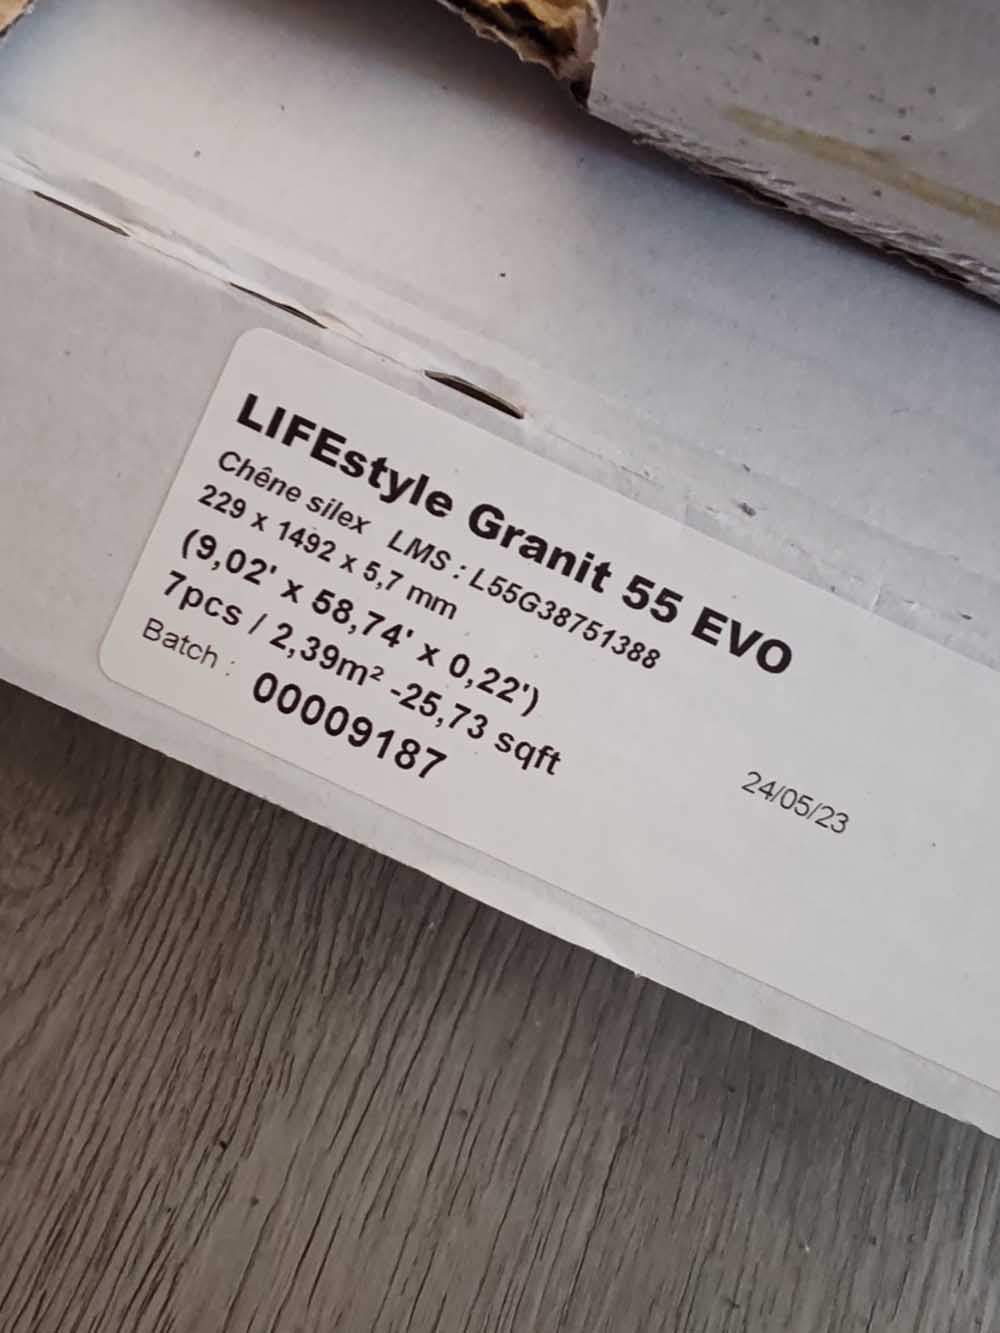 LIFEstyle Granit 55 EVO
Chêne silex LMS : L55G38751388
229 x 1492 x 5,7 mm
(9,02' x 58,74' x 0,22')
7pcs / 2,39m² -25,73 sqft
Batch : 00009187
24/05/23